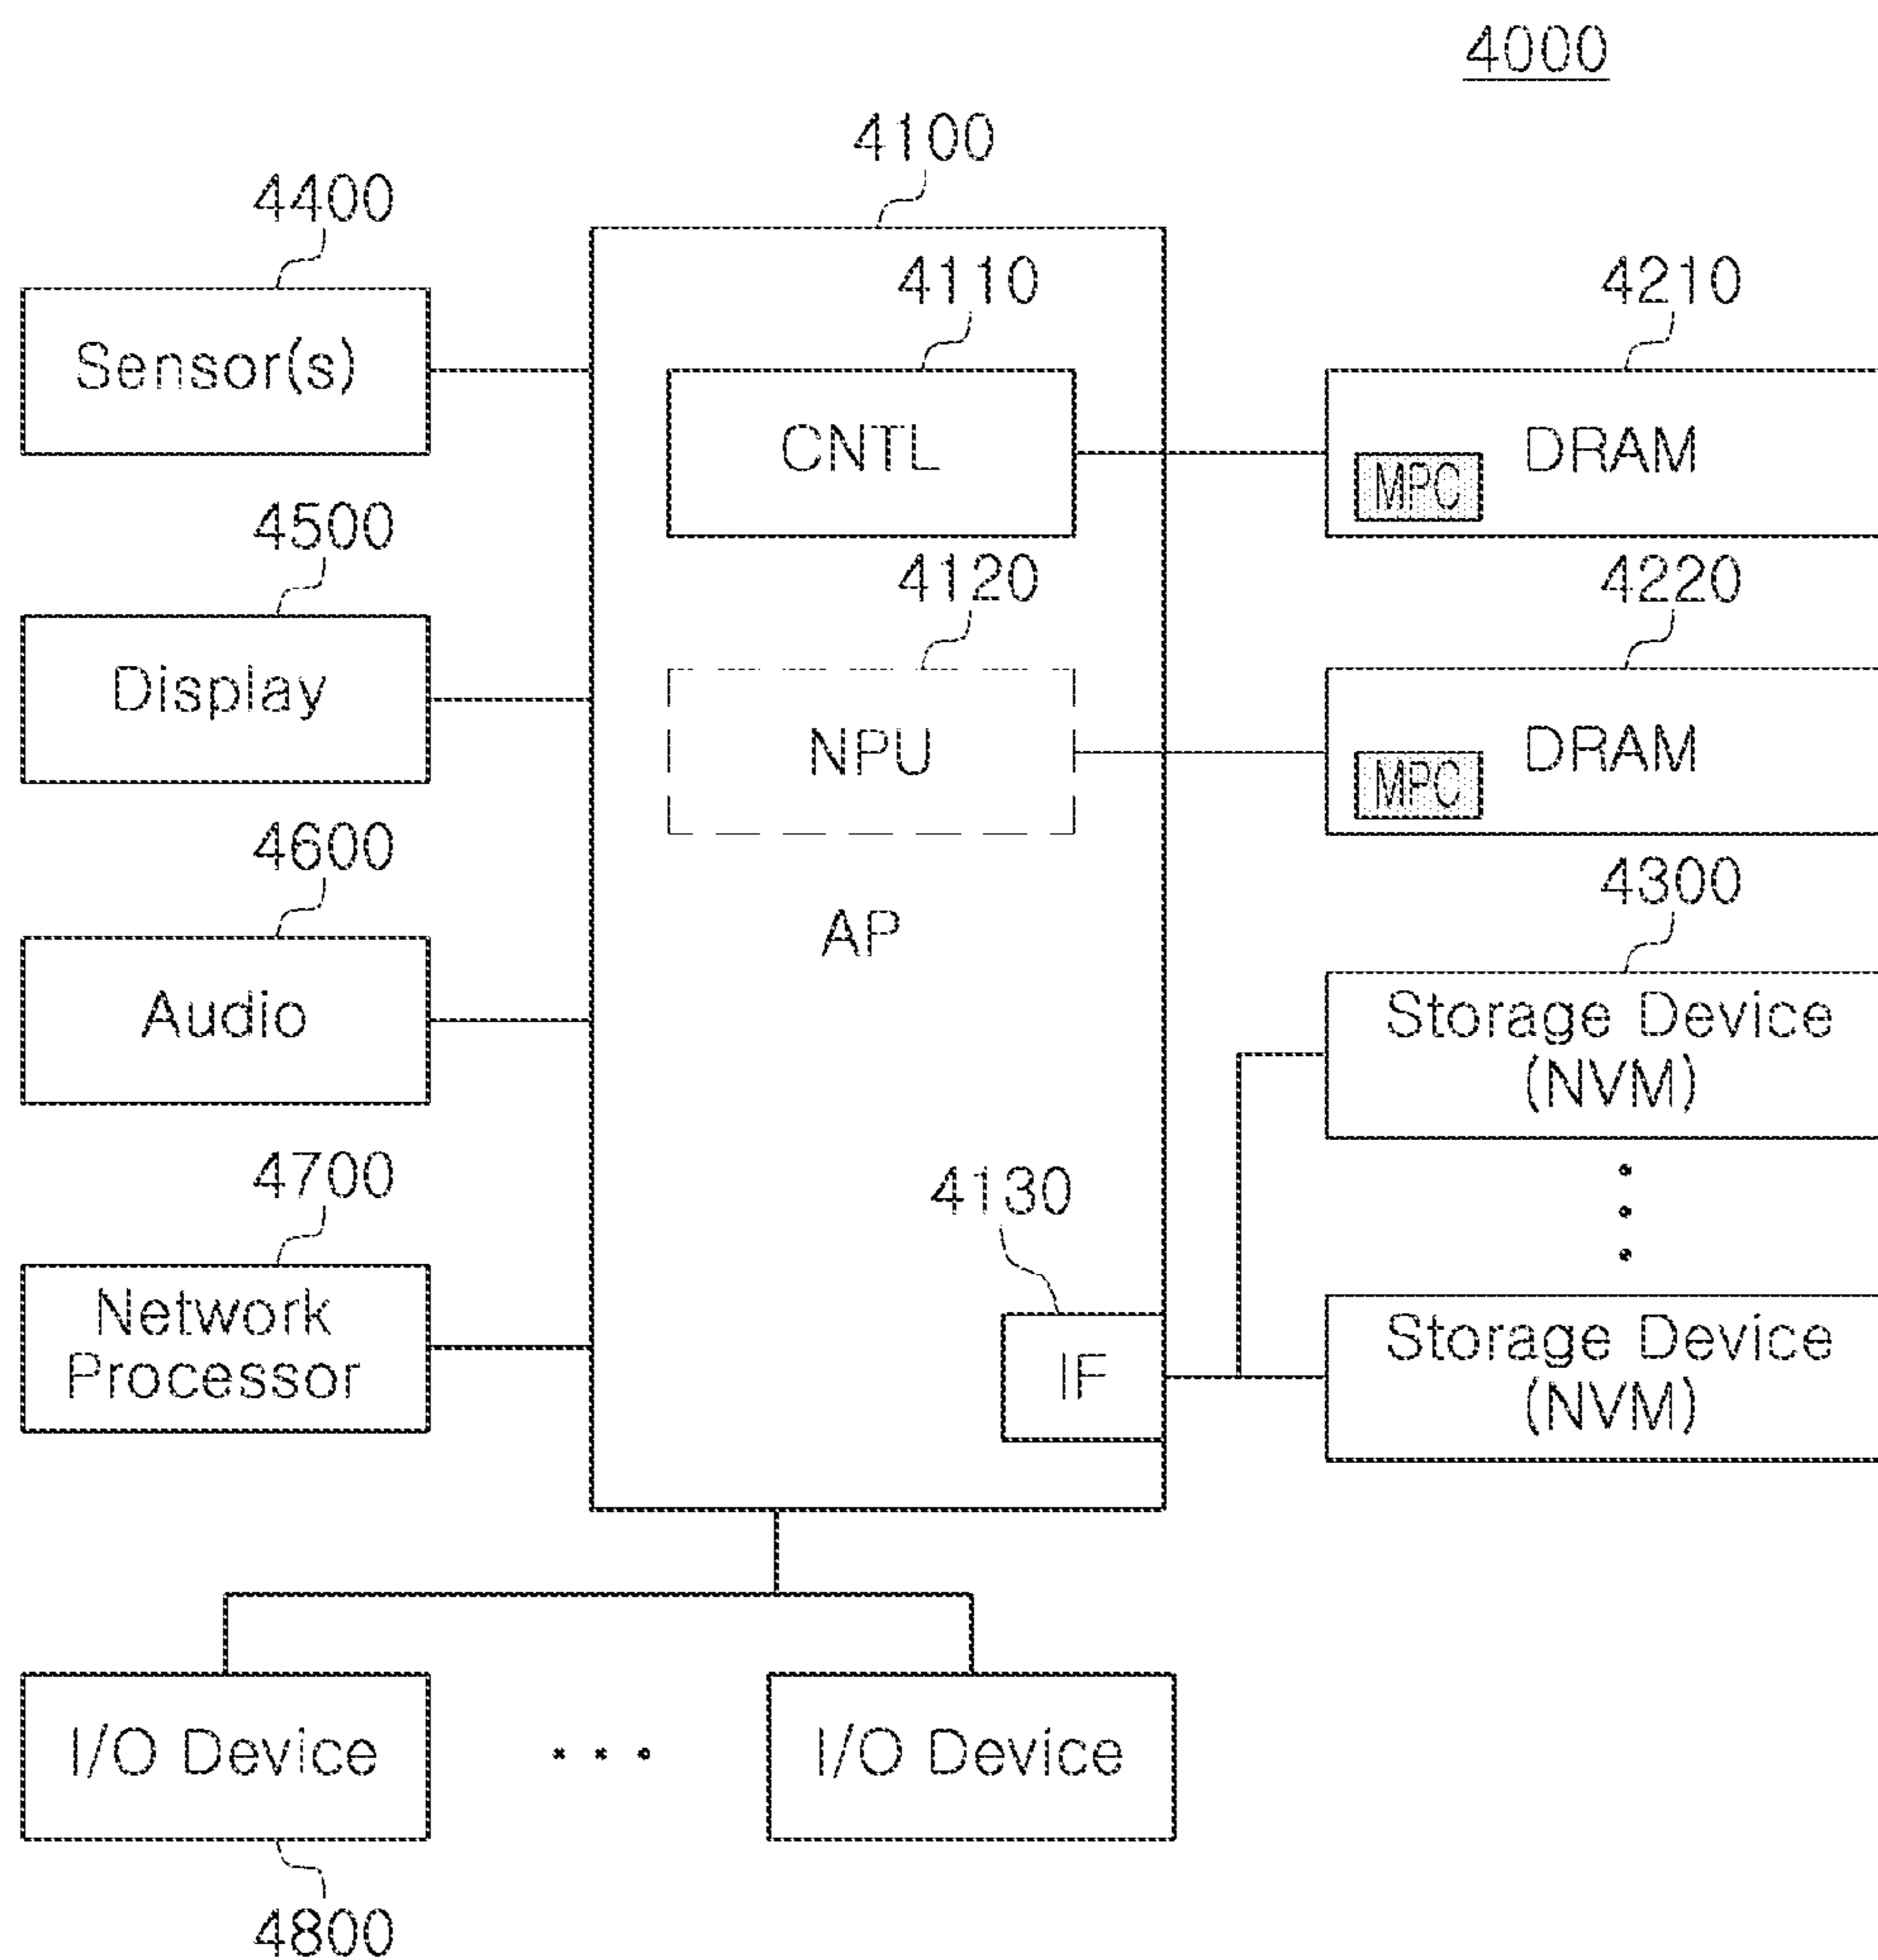 4000
4100
4400
4110
4210
Sensor(s)
CNTL
DRAM
MPC
4500
4120
4220
Display
NPU
DRAM
MPC
4600
4300
AP
Audio
Storage Device
(NVM)
4700
4130
Network
Processor
IF
Storage Device
(NVM)
I/O Device
I/O Device
4800